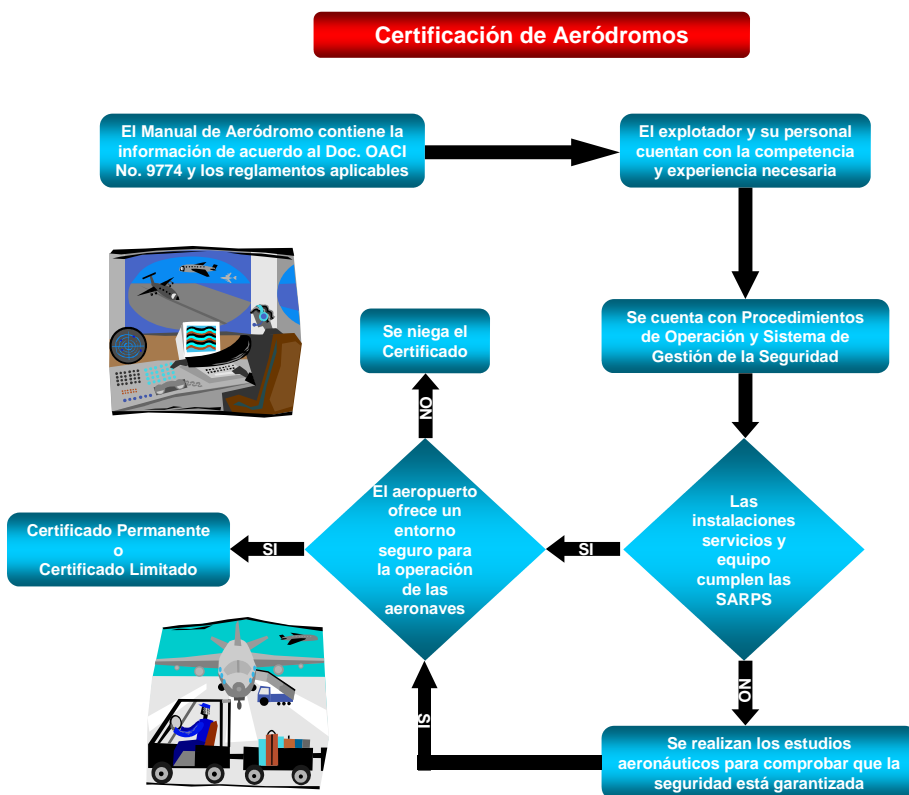 Certificación de Aeródromos
El Manual de Aeródromo contiene la
información de acuerdo al Doc. OACI
No. 9774 y los reglamentos aplicables
El explotador y su personal
cuentan con la competencia
y experiencia necesaria
Se cuenta con Procedimientos
de Operación y Sistema de
Gestión de la Seguridad
Las
instalaciones
servicios y
equipo
cumplen las
SARPS
SI
NO
Se realizan los estudios
aeronáuticos para comprobar que la
seguridad está garantizada
SI
El aeropuerto
ofrece un
entorno
seguro para
la operación
de las
aeronaves
NO
Se niega el
Certificado
SI
Certificado Permanente
o
Certificado Limitado